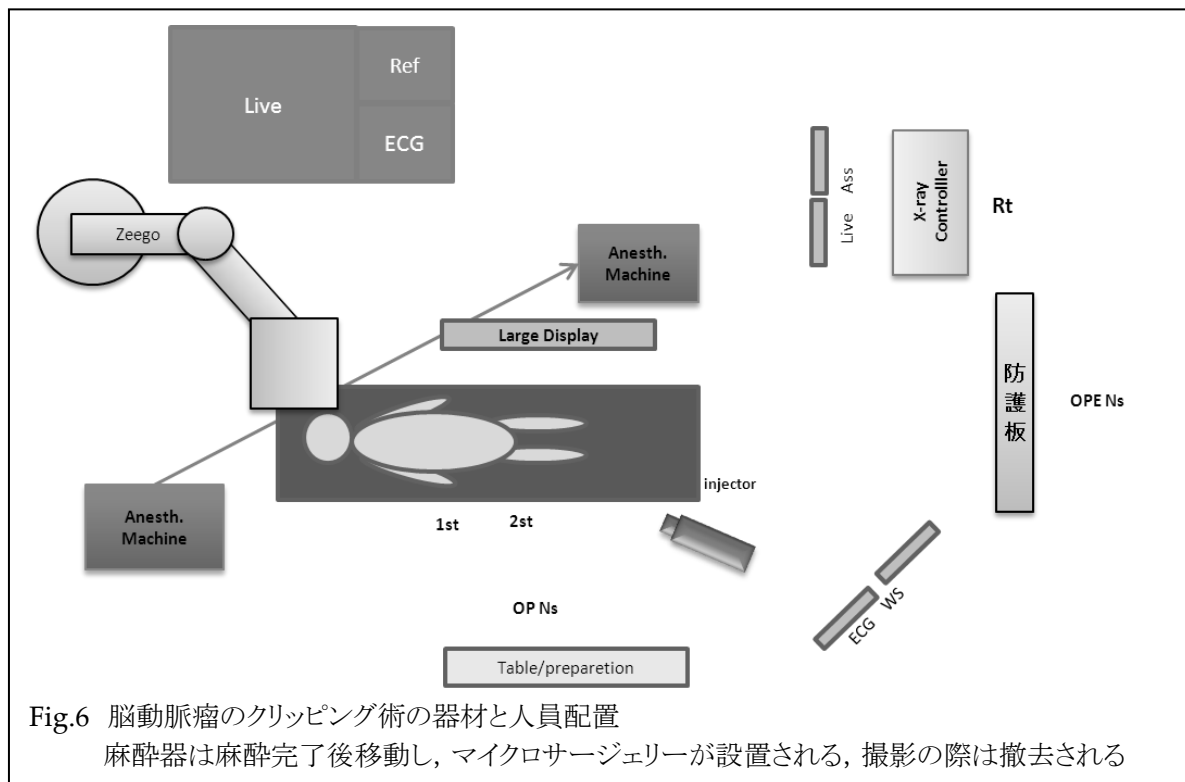 Live
Ref
ECG
Zeego
Anesth.
Machine
Large Display
Live Ass
X-ray
Controlller
Rt
防護板
OPE Ns
injector
Anesth.
Machine
1st 2nd
OP Ns
ECG WS
Table/preparetion
Fig.6 脳動脈瘤のクリッピング術の器材と人員配置
麻酔器は麻酔完了後移動し, マイクロサージェリーが設置される, 撮影の際は撤去される